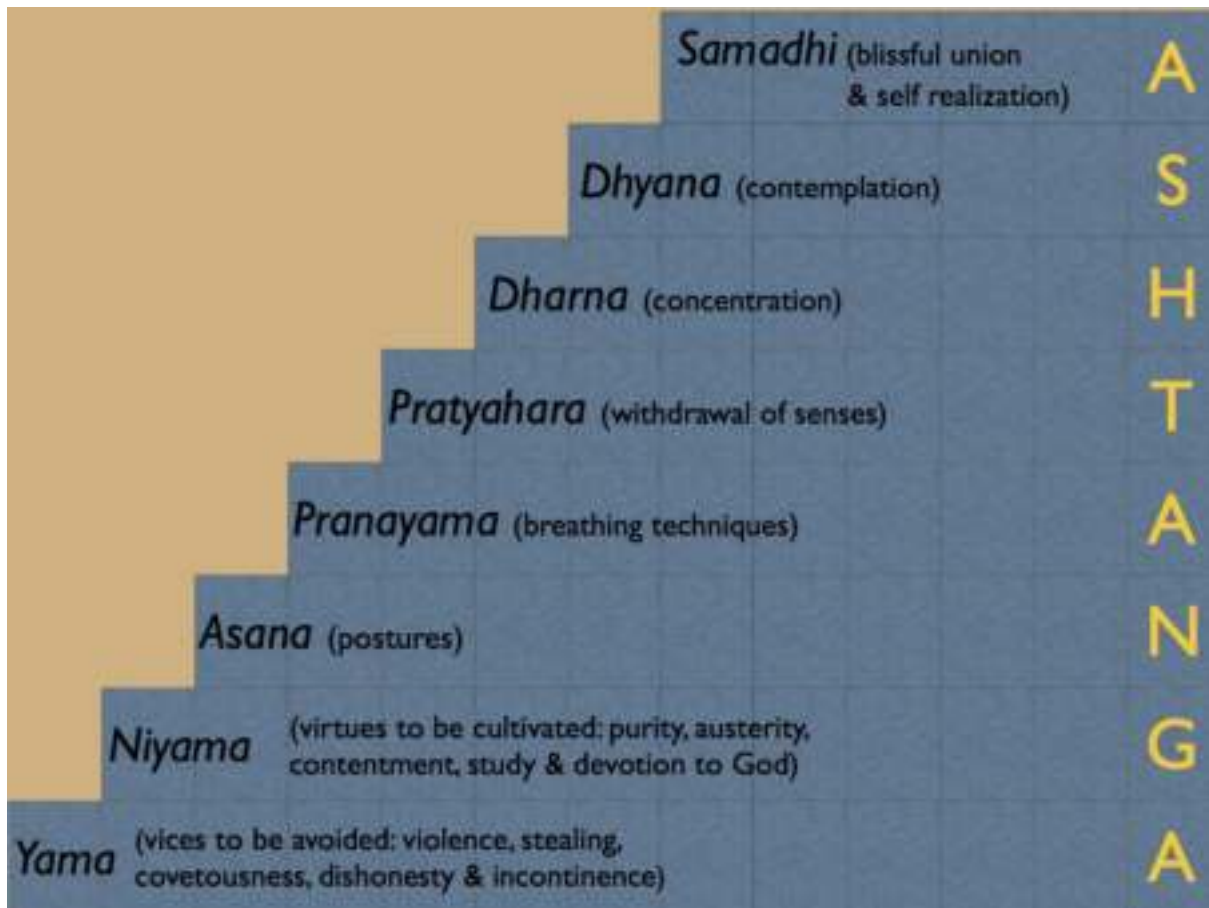 Samadhi (blissful union
& self realization)
Dhyana (contemplation)
Dharna (concentration)
Pratyahara (withdrawal of senses)
Pranayama (breathing techniques)
Asana (postures)
Niyama (virtues to be cultivated: purity, austerity,
contentment, study & devotion to God)
Yama (vices to be avoided: violence, stealing,
covetousness, dishonesty & incontinence)
A
S
H
T
A
N
G
A